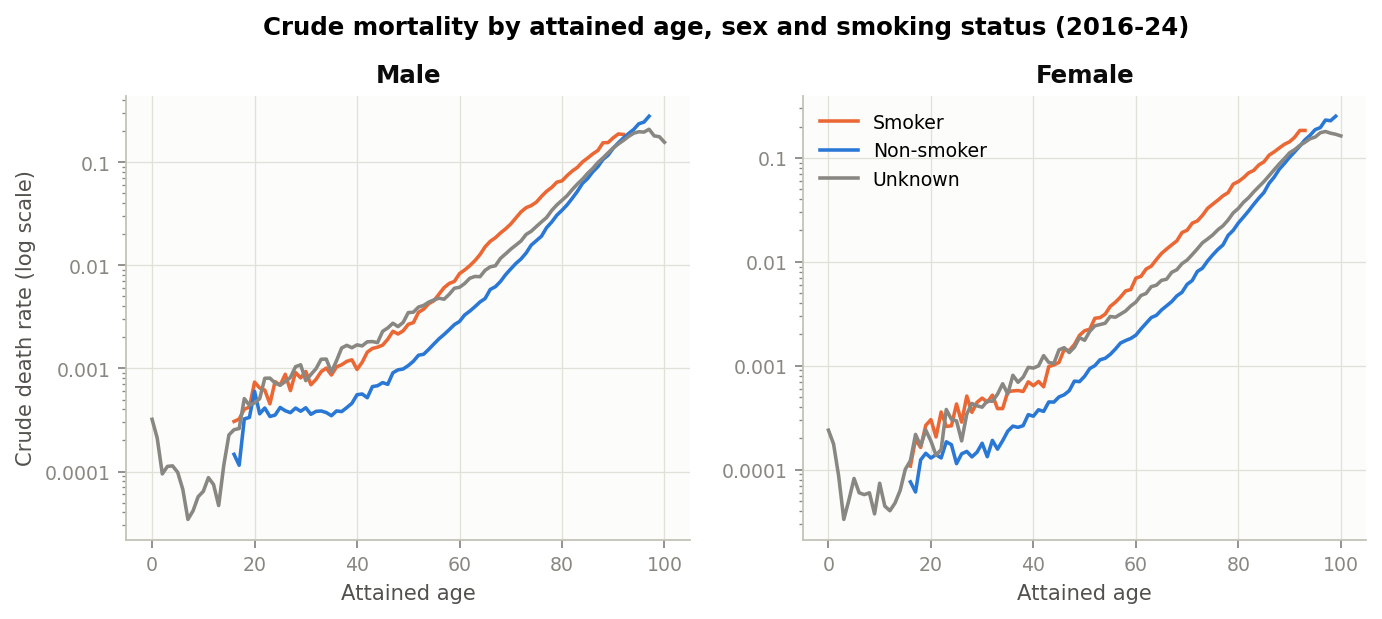 Crude mortality by attained age, sex and smoking status (2016-24)
Male
Crude death rate (log scale)
0.1
0.01
0.001
0.0001
0 20 40 60 80 100
Attained age
Female
Smoker
Non-smoker
Unknown
0.1
0.01
0.001
0.0001
0 20 40 60 80 100
Attained age